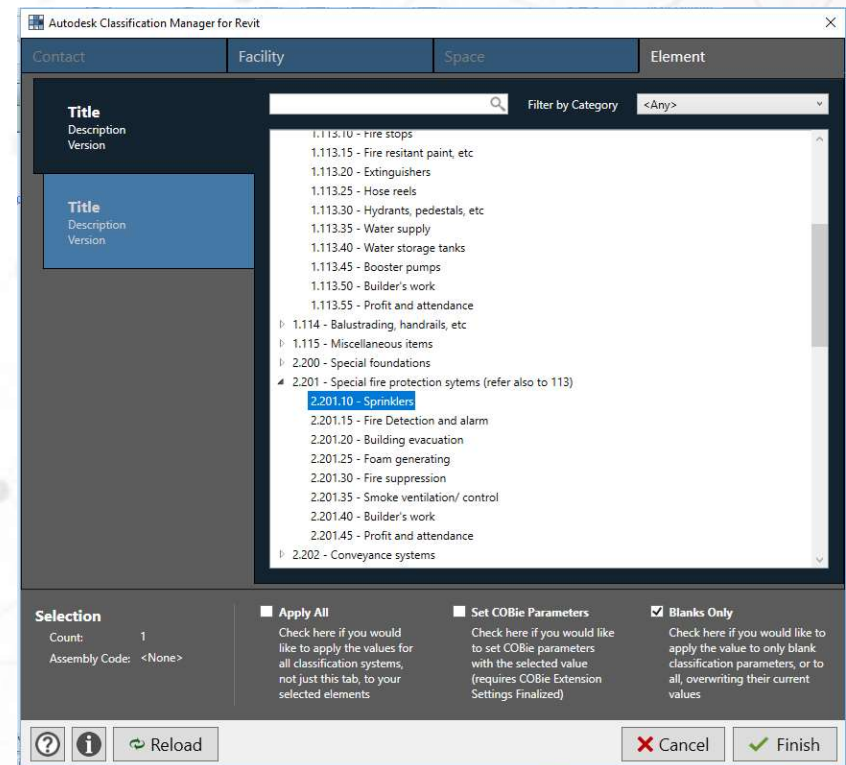 Autodesk Classification Manager for Revit
Contact
Facility
Space
Element
Title
Description
Version
Title
Description
Version
Filter by Category
<Any>
1.113.10 - Fire stops
1.113.15 - Fire resitant paint, etc
1.113.20 - Extinguishers
1.113.25 - Hose reels
1.113.30 - Hydrants, pedestals, etc
1.113.35 - Water supply
1.113.40 - Water storage tanks
1.113.45 - Booster pumps
1.113.50 - Builder's work
1.113.55 - Profit and attendance
1.114 - Balustrading, handrails, etc
1.115 - Miscellaneous items
2.200 - Special foundations
2.201 - Special fire protection sytems (refer also to 113)
2.201.10 - Sprinklers
2.201.15 - Fire Detection and alarm
2.201.20 - Building evacuation
2.201.25 - Foam generating
2.201.30 - Fire suppression
2.201.35 - Smoke ventilation/ control
2.201.40 - Builder's work
2.201.45 - Profit and attendance
2.202 - Conveyance systems
Selection
Count: 1
Assembly Code: <None>
Apply All
Check here if you would
like to apply the values for
all classification systems,
not just this tab, to your
selected elements
Set COBie Parameters
Check here if you would like
to set COBie parameters
with the selected value
(requires COBie Extension
Settings Finalized)
Blanks Only
Check here if you would like to
apply the value to only blank
classification parameters, or to
all, overwriting their current
values
Reload
Cancel
Finish